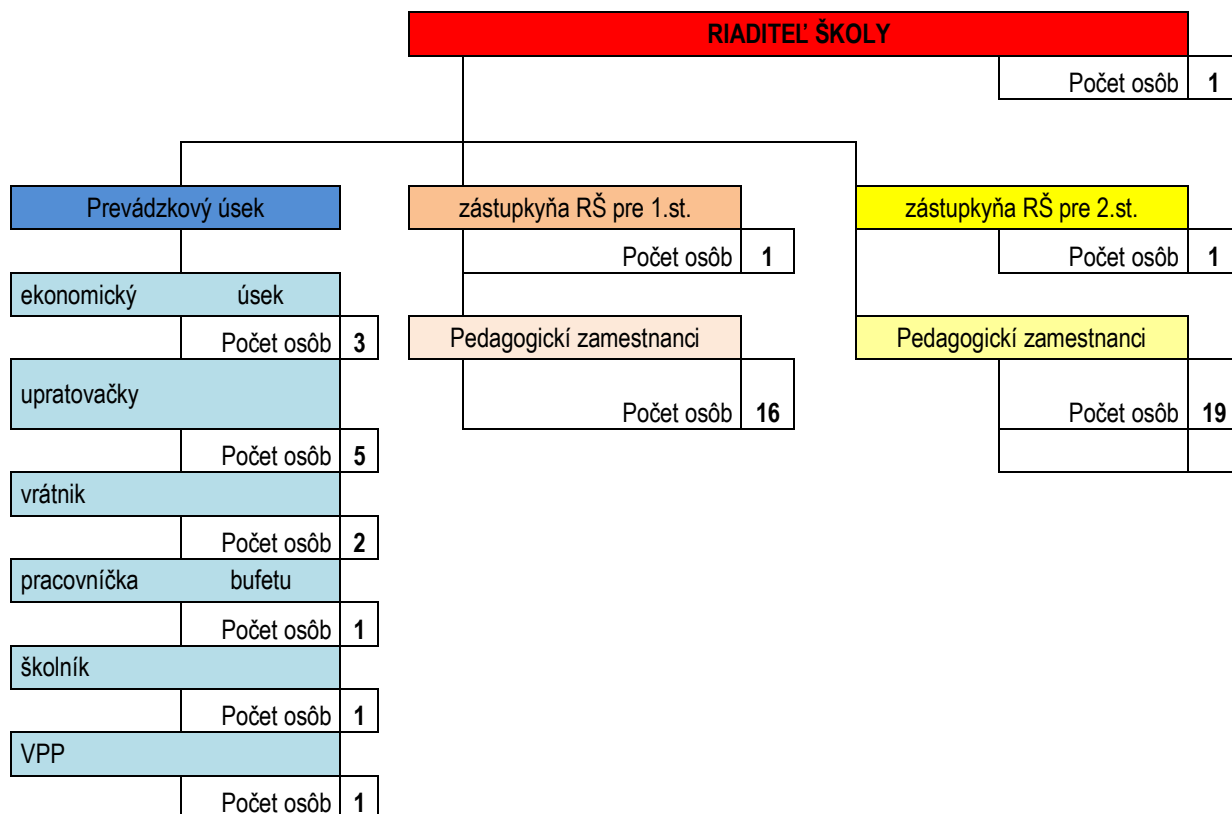 RIADITEĽ ŠKOLY
Počet osôb 1
Prevádzkový úsek
zástupkyňa RŠ pre 1.st.
zástupkyňa RŠ pre 2.st.
Počet osôb 1
Počet osôb 1
ekonomický úsek
Počet osôb 3
Pedagogickí zamestnanci
Pedagogickí zamestnanci
upratovačky
Počet osôb 16
Počet osôb 19
Počet osôb 5
vrátnik
Počet osôb 2
pracovníčka bufetu
Počet osôb 1
školník
Počet osôb 1
VPP
Počet osôb 1